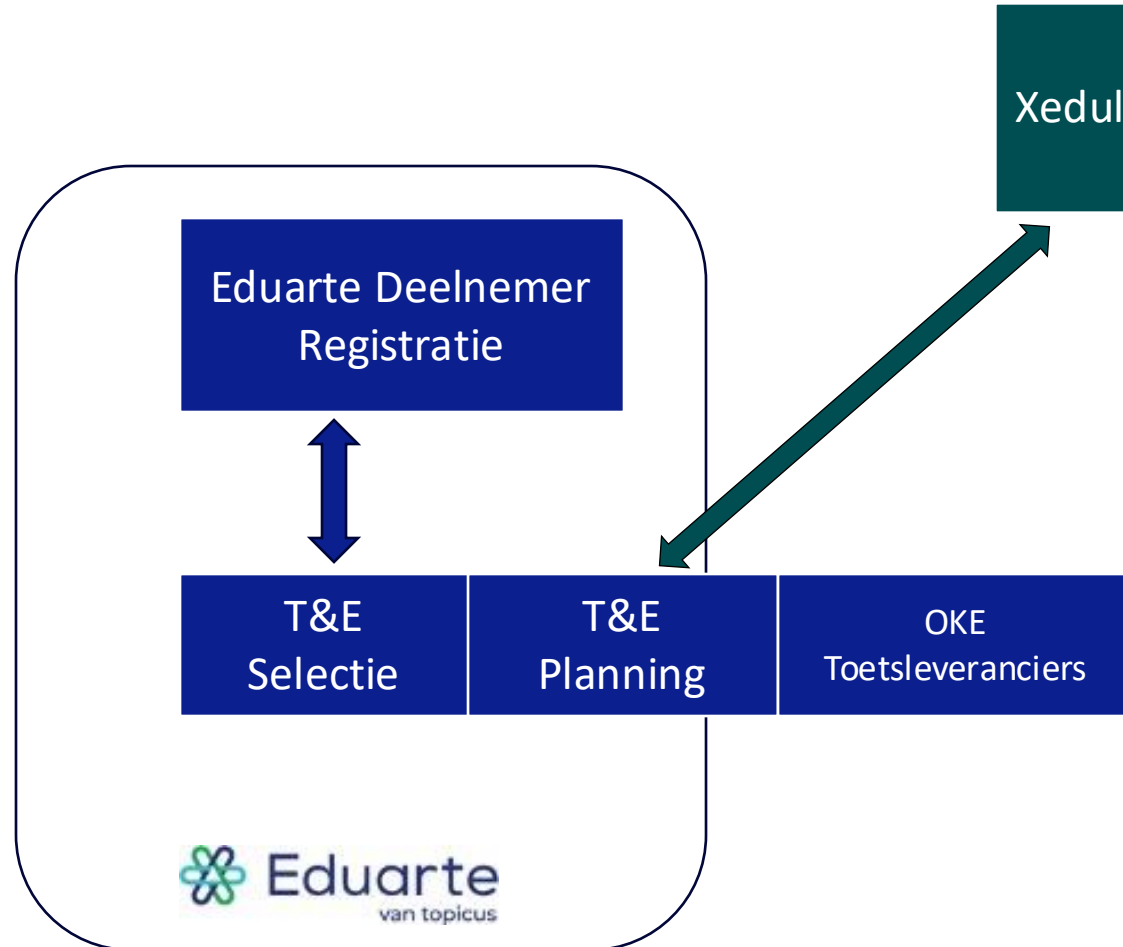 Xedul
Eduarte Deelnemer
Registratie
T&E
Selectie
T&E
Planning
OKE
Toetsleveranciers
Eduarte
van topicus